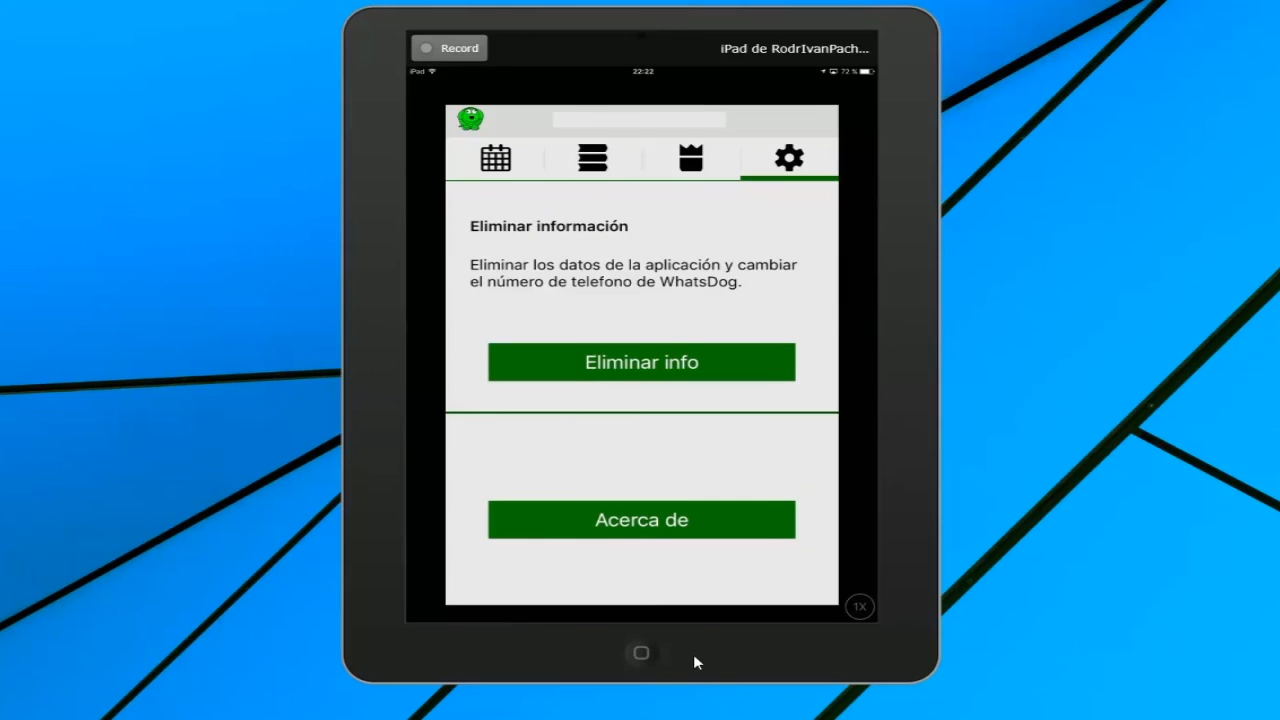 Record
iPad de RodrIvanPach...
iPad
22:22
72 %
Eliminar información
Eliminar los datos de la aplicación y cambiar
el número de telefono de WhatsDog.
Eliminar info
Acerca de
1X